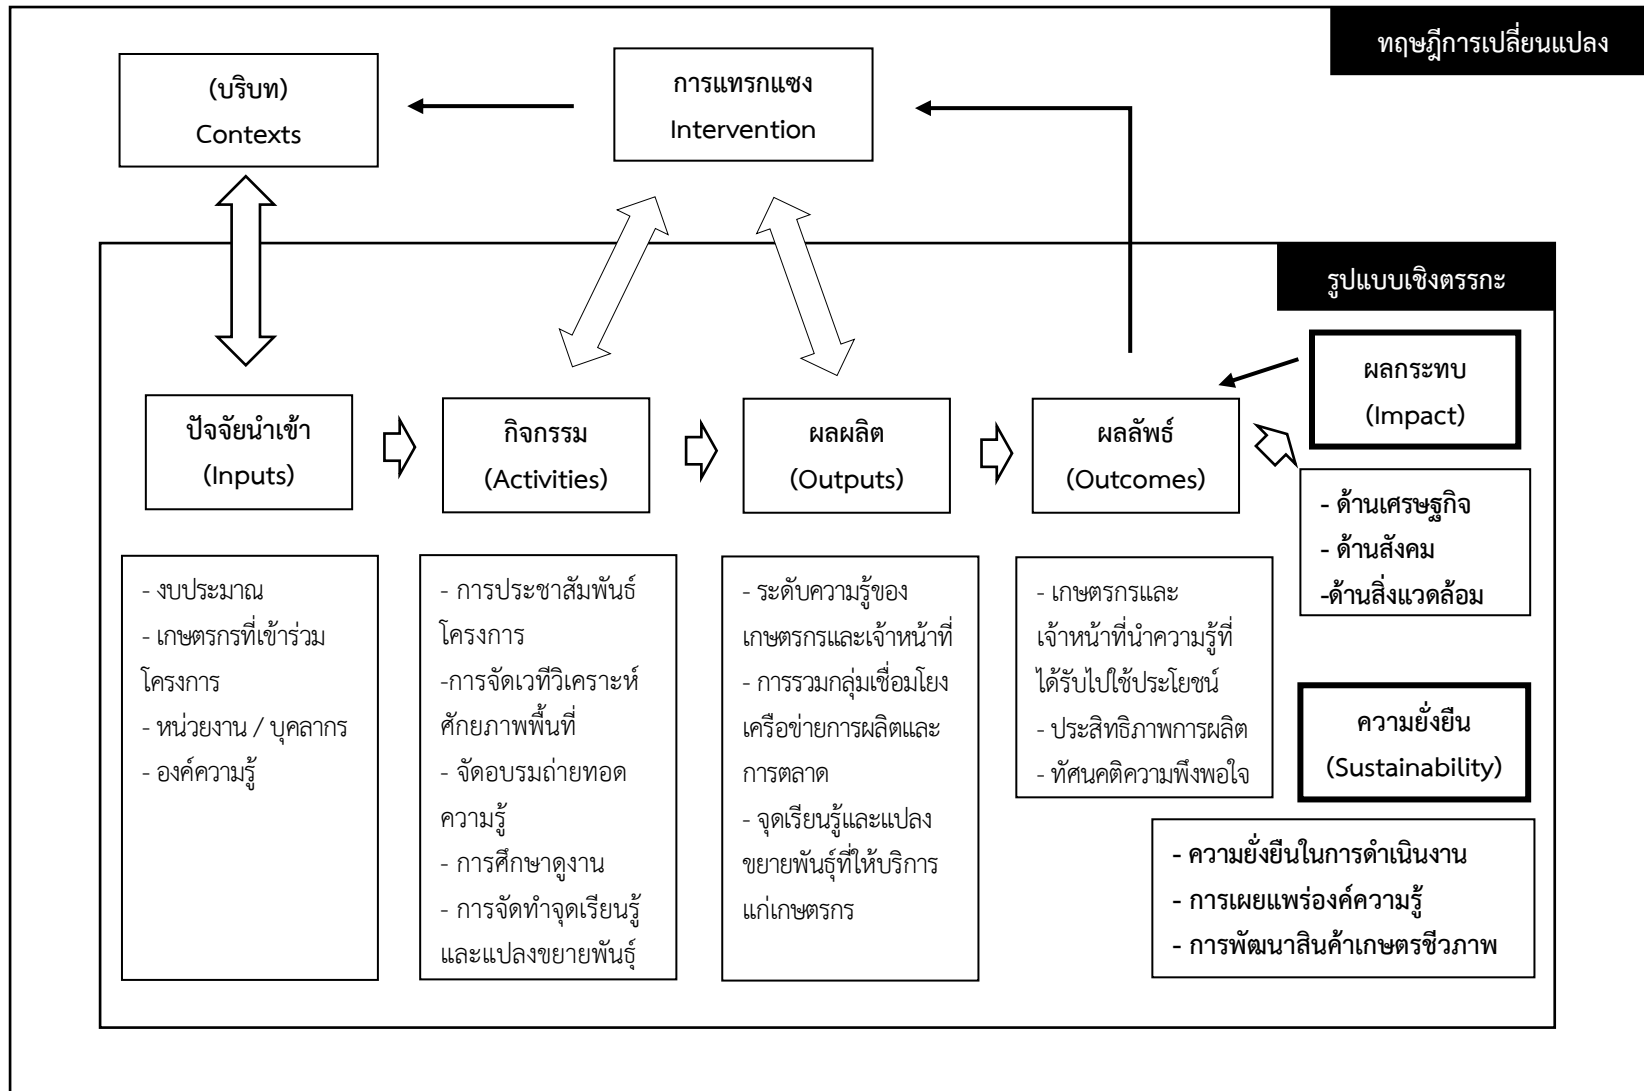 ทฤษฎีการเปลี่ยนแปลง
(บริบท)
Contexts
การแทรกแซง
Intervention
รูปแบบเชิงตรรกะ
ปัจจัยนำเข้า
(Inputs)
กิจกรรม
(Activities)
ผลผลิต
(Outputs)
ผลลัพธ์
(Outcomes)
ผลกระทบ
(Impact)
- ด้านเศรษฐกิจ
- ด้านสังคม
-ด้านสิ่งแวดล้อม
- งบประมาณ
- เกษตรกรที่เข้าร่วม
โครงการ
- หน่วยงาน / บุคลากร
- องค์ความรู้
- การประชาสัมพันธ์
โครงการ
-การจัดเวทีวิเคราะห์
ศักยภาพพื้นที่
- จัดอบรมถ่ายทอด
ความรู้
- การศึกษาดูงาน
- การจัดทำจุดเรียนรู้
และแปลงขยายพันธุ์
- ระดับความรู้ของ
เกษตรกรและเจ้าหน้าที่
- การรวมกลุ่มเชื่อมโยง
เครือข่ายการผลิตและ
การตลาด
- จุดเรียนรู้และแปลง
ขยายพันธุ์ที่ให้บริการ
แก่เกษตรกร
- เกษตรกรและ
เจ้าหน้าที่นำความรู้ที่
ได้รับไปใช้ประโยชน์
- ประสิทธิภาพการผลิต
- ทัศนคติความพึงพอใจ
ความยั่งยืน
(Sustainability)
- ความยั่งยืนในการดำเนินงาน
- การเผยแพร่องค์ความรู้
- การพัฒนาสินค้าเกษตรชีวภาพ